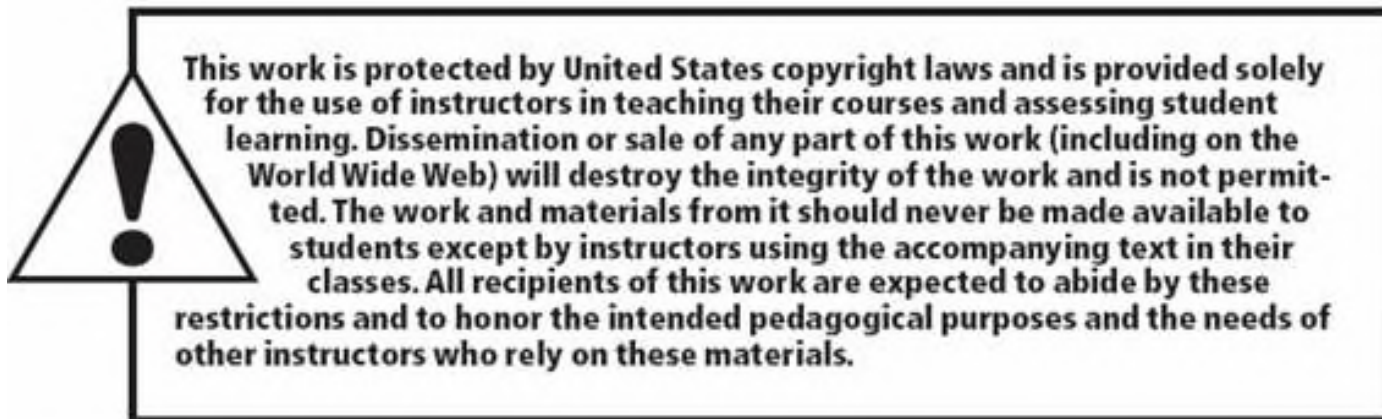 This work is protected by United States copyright laws and is provided solely
for the use of instructors in teaching their courses and assessing student
learning. Dissemination or sale of any part of this work (including on the
World Wide Web) will destroy the integrity of the work and is not permit-
ted. The work and materials from it should never be made available to
students except by instructors using the accompanying text in their
classes. All recipients of this work are expected to abide by these
restrictions and to honor the intended pedagogical purposes and the needs of
other instructors who rely on these materials.